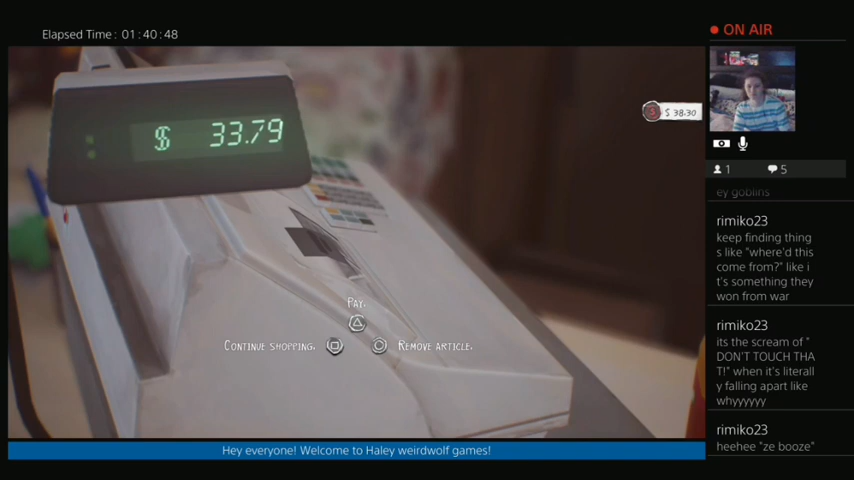 Elapsed Time : 01:40:48
ON AIR
$ 33.79
$ 38.30
1
5
ey goblins
rimiko23
keep finding thing
s like "where'd this
come from?" like i
t's something they
won from war
rimiko23
its the scream of "
DON'T TOUCH THA
T!" when it's literal
y falling apart like
whyyyyy
rimiko23
heehee "ze booze"
PAY.
CONTINUE SHOPPING.
REMOVE ARTICLE.
Hey everyone! Welcome to Haley weirdwolf games!